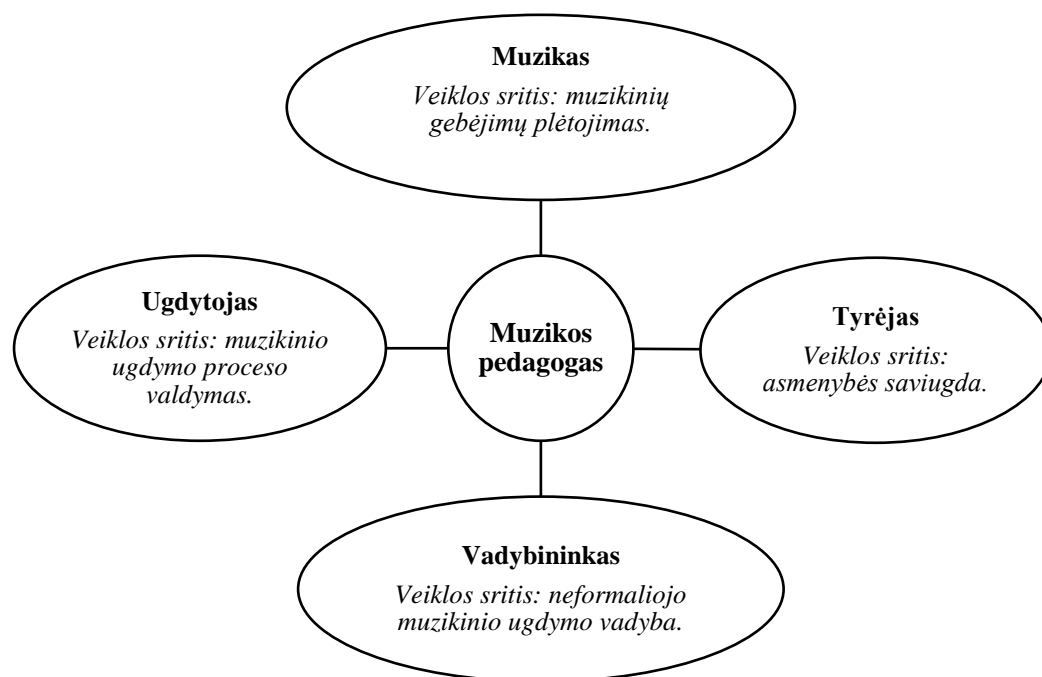 Muzikas
Veiklos sritis: muzikinių
gebėjimų plėtojimas.
Ugdytojas
Veiklos sritis: muzikinio
ugdymo proceso
valdymas.
Muzikos
pedagogas
Tyrėjas
Veiklos sritis:
asmenybės saviugda.
Vadybininkas
Veiklos sritis: neformaliojo
muzikinio ugdymo vadyba.